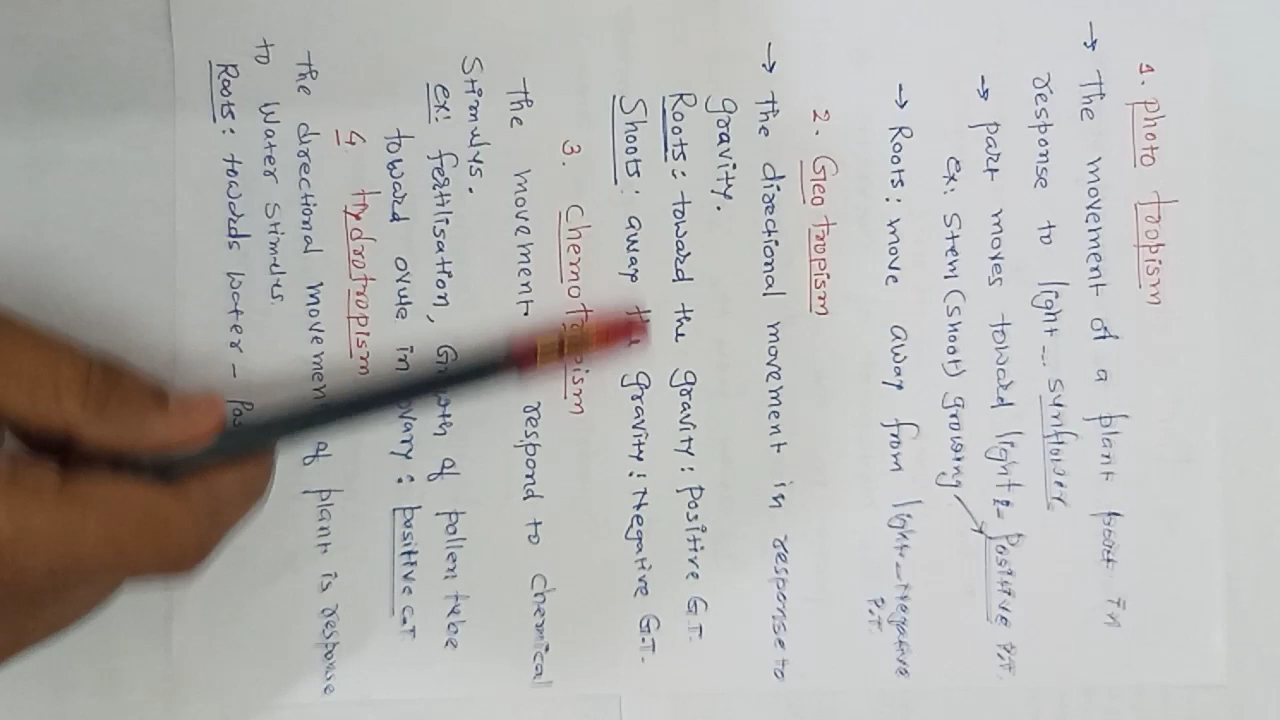 1. Photo tropism
→ The movement of a plant part in
response to light - sunflower
→ part moves toward light:- Positive P.T.
ex: stem (shoot) growing
→ Roots: move away from light - Negative
P.T.
2. Geo tropism
→ The directional movement in response to
gravity.
Roots: toward the gravity: positive G.T.
Shoots: away the gravity: Negative G.T.
3. Chemotropism
The movement respond to chemical
Stimulys.
ex: fertilisation, Growth of pollen tube
toward ovule in ovary: positive C.T
4. Hydrotropism
The directional movemen of plant is response
to water stimulus.
Roots: towards water -